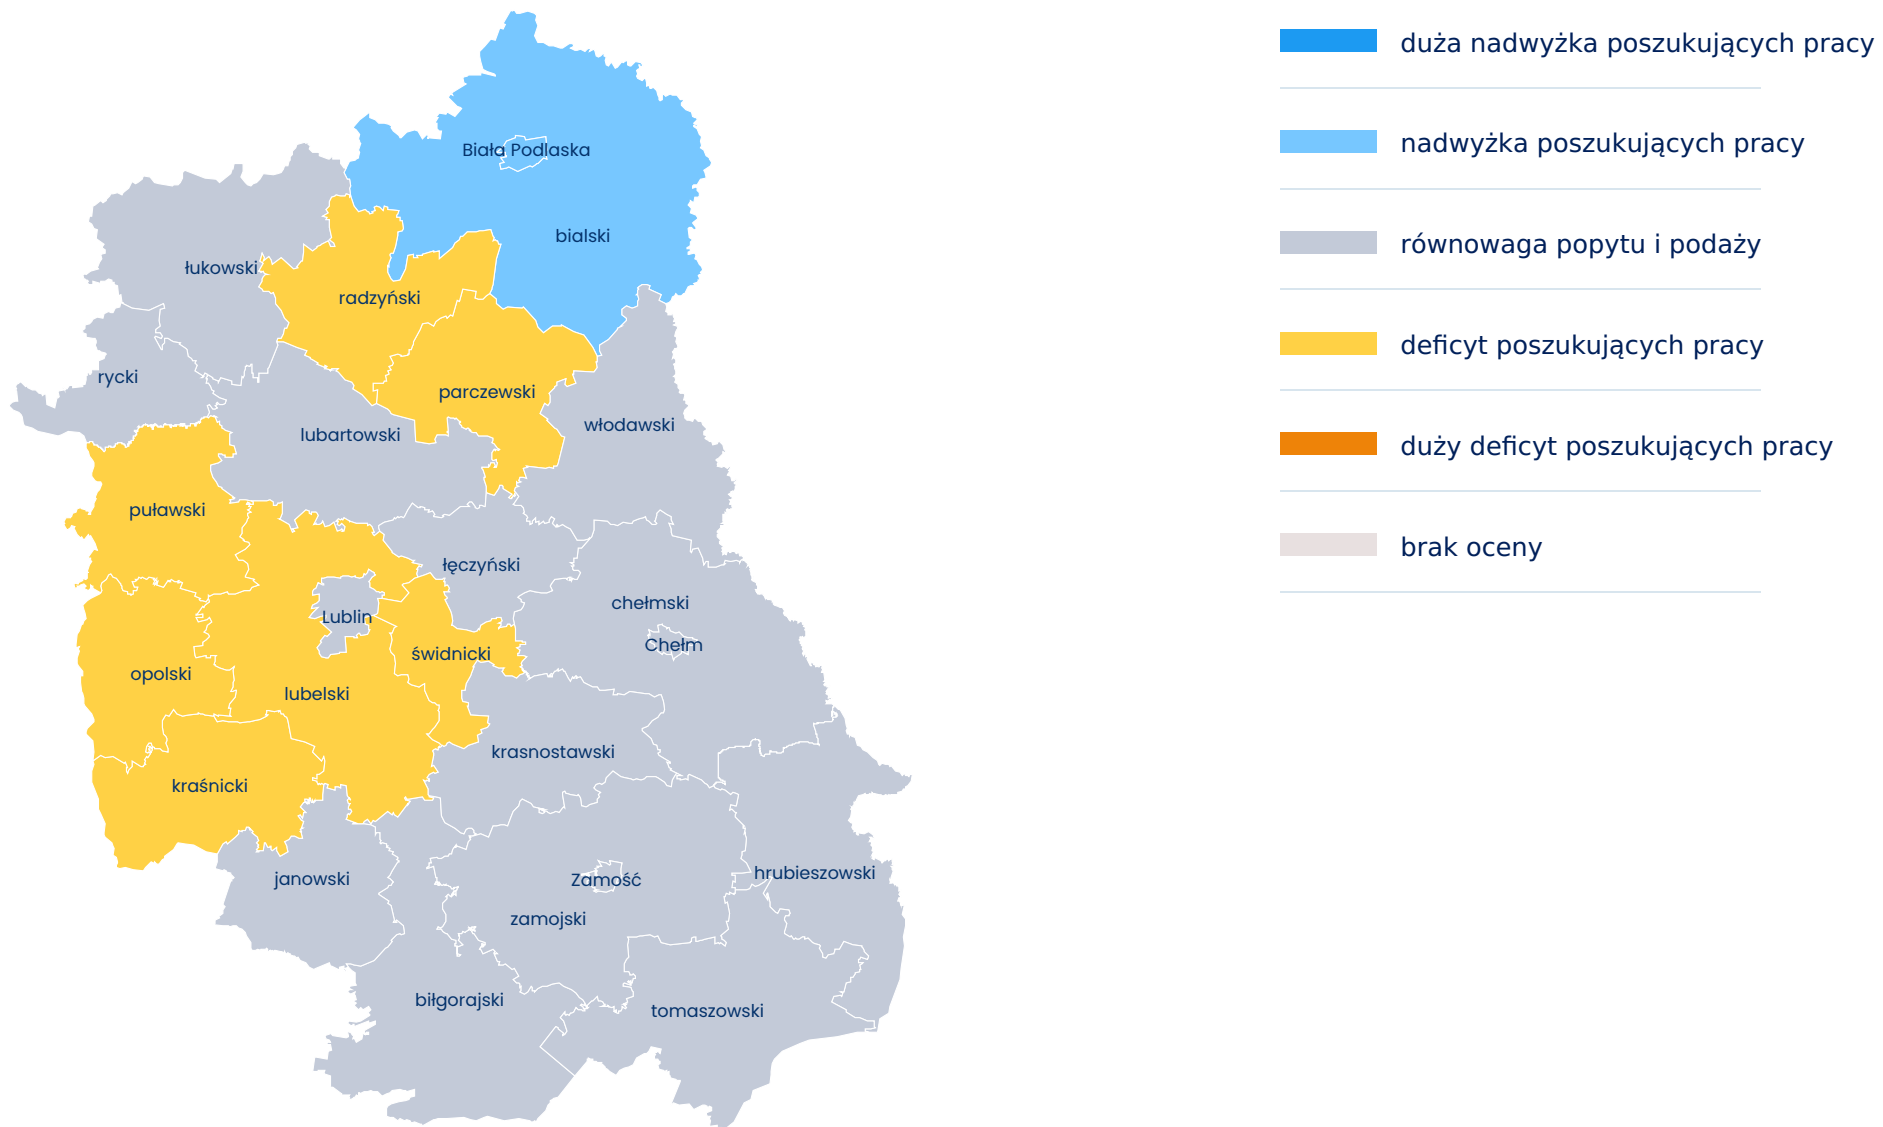 duża nadwyżka poszukujących pracy
nadwyżka poszukujących pracy
równowaga popytu i podaży
deficyt poszukujących pracy
duży deficyt poszukujących pracy
brak oceny
Biała Podlaska
bialski
łukowski
radzyński
rycki
parczewski
lubartowski
włodawski
puławski
łęczyński
chełmski
Lublin
Chełm
świdnicki
opolski
lubelski
krasnostawski
kraśnicki
hrubieszowski
janowski
Zamość
zamojski
biłgorajski
tomaszowski